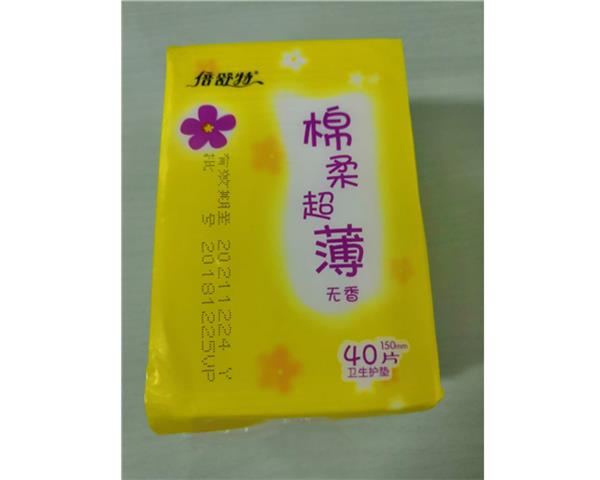 倍舒特®
棉柔超薄
无香
150mm
40片
卫生护垫
有效期至 20211224 Y
批 号 20181225VP